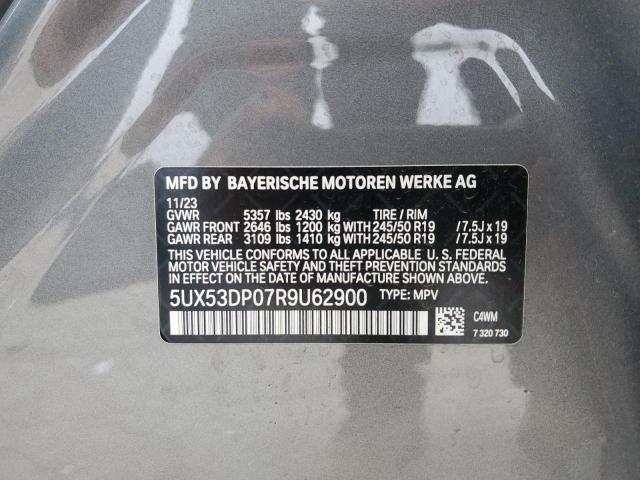 MFD BY BAYERISCHE MOTOREN WERKE AG
11/23
GVWR 5357 lbs 2430 kg TIRE / RIM
GAWR FRONT 2646 lbs 1200 kg WITH 245/50 R19 / 7.5J x 19
GAWR REAR 3109 lbs 1410 kg WITH 245/50 R19 / 7.5J x 19
THIS VEHICLE CONFORMS TO ALL APPLICABLE U. S. FEDERAL
MOTOR VEHICLE SAFETY AND THEFT PREVENTION STANDARDS
IN EFFECT ON THE DATE OF MANUFACTURE SHOWN ABOVE.
5UX53DP07R9U62900 TYPE: MPV
C4WM
7 320 730